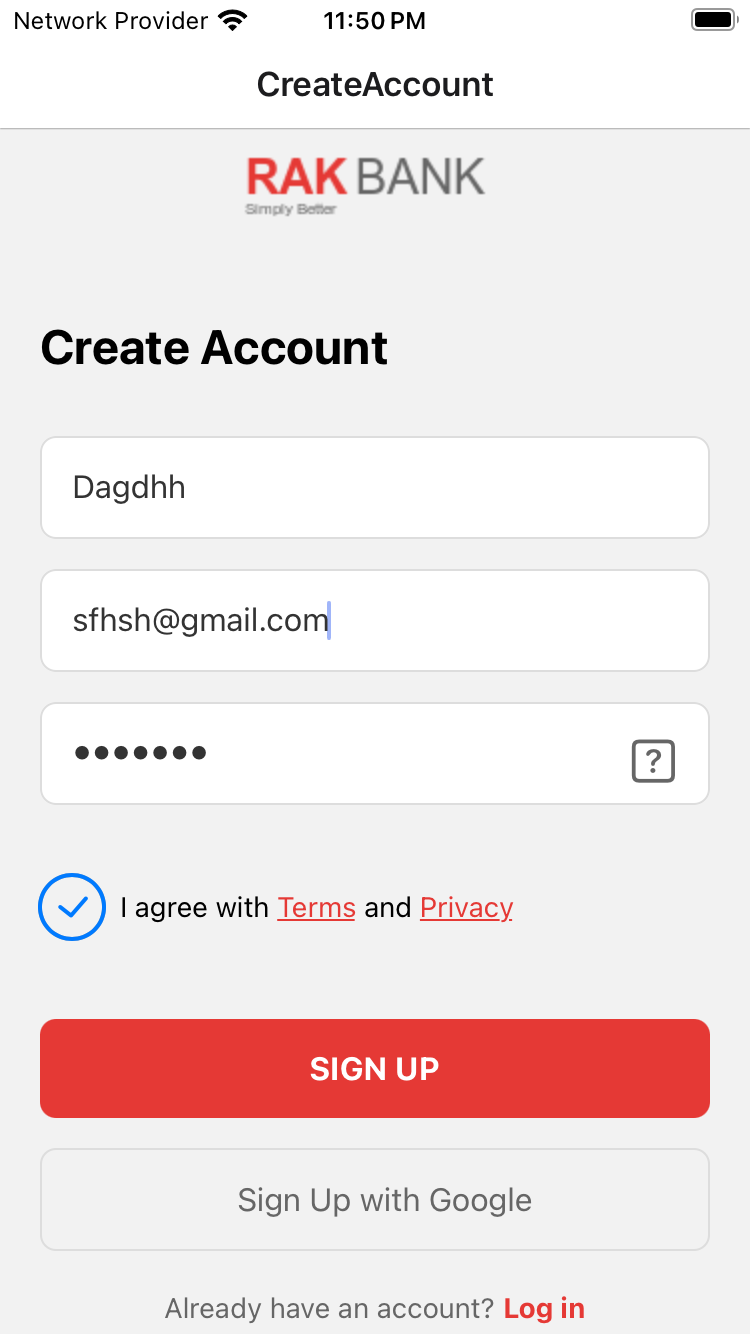 Network Provider 11:50 PM
CreateAccount
RAK BANK
Simply Better
Create Account
Dagdhh
sfhsh@gmail.com
•••••••
?
I agree with Terms and Privacy
SIGN UP
Sign Up with Google
Already have an account? Log in